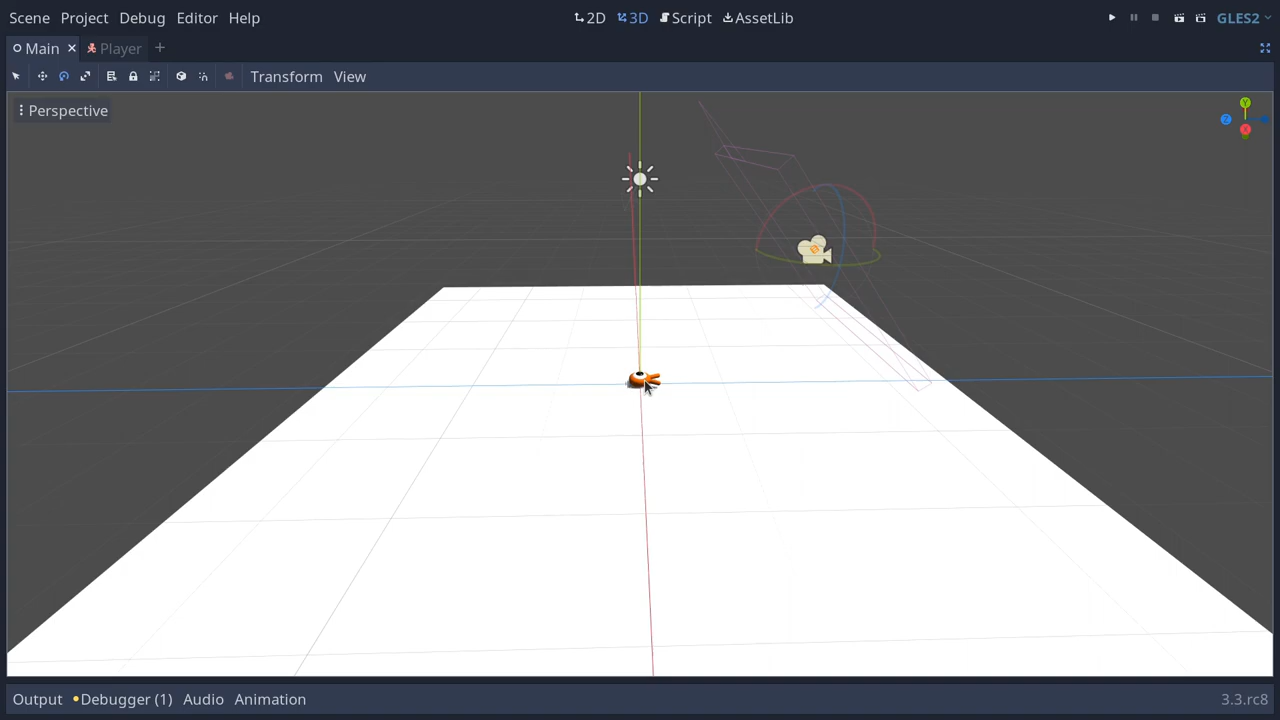 Scene Project Debug Editor Help 2D 3D Script AssetLib GLES2
Main Player
Transform View
Perspective
Y
Z
X
Output Debugger (1) Audio Animation 3.3.rc8